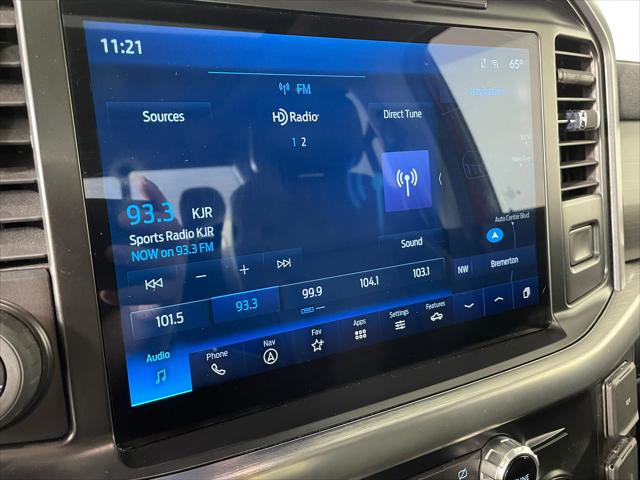 11:21
65°
FM
Navigation
Sources
HD Radio
Direct Tune
1 2
93.3 KJR
Sports Radio KJR
NOW on 93.3 FM
Auto Center Blvd
Sound
NW Bremerton
101.5 93.3 99.9 104.1 103.1
Audio Phone Nav Fav Apps Settings Features